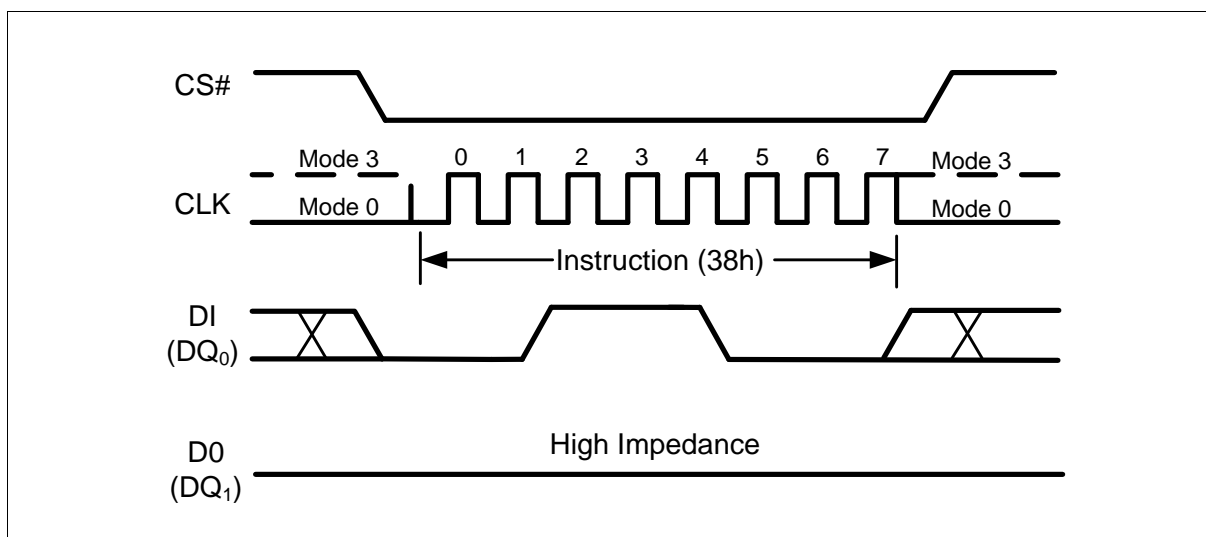 CS#
Mode 3 0 1 2 3 4 5 6 7 Mode 3
CLK
Mode 0 Mode 0
Instruction (38h)
DI
(DQ₀)
High Impedance
D0
(DQ₁)